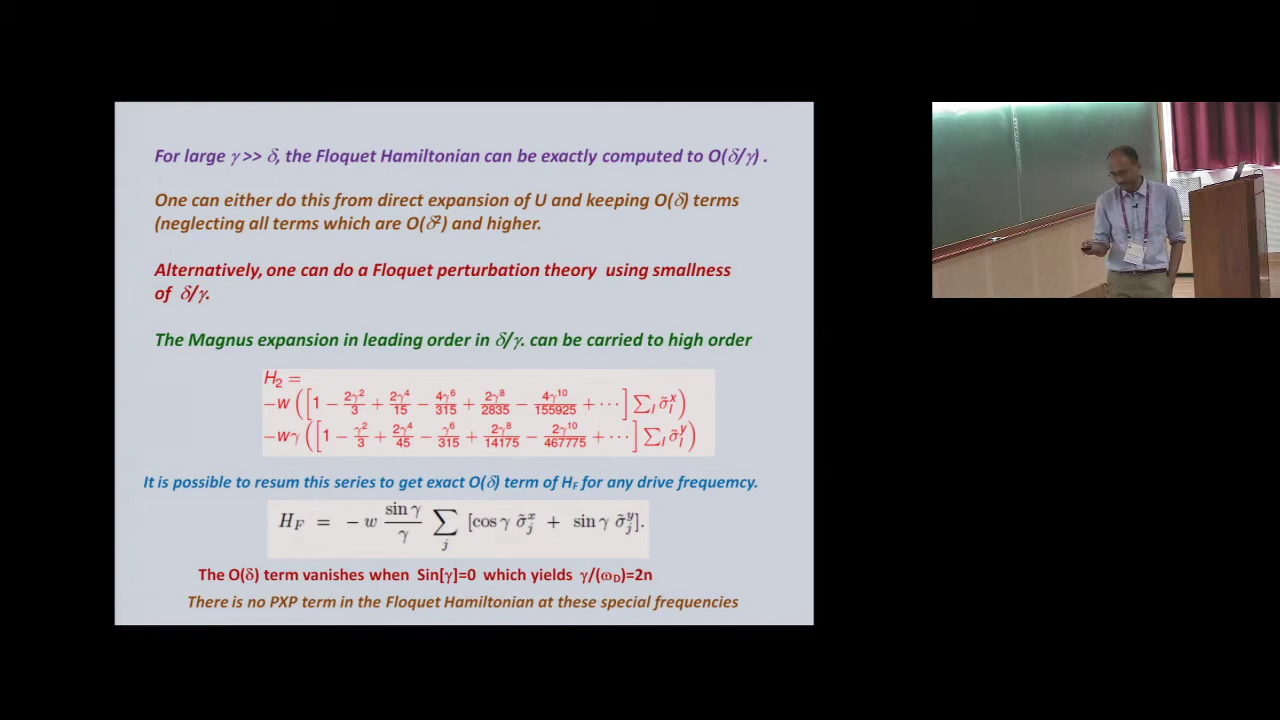 For large γ >> δ, the Floquet Hamiltonian can be exactly computed to O(δ/γ) .
One can either do this from direct expansion of U and keeping O(δ) terms
(neglecting all terms which are O(δ²) and higher.
Alternatively, one can do a Floquet perturbation theory using smallness
of δ/γ.
The Magnus expansion in leading order in δ/γ. can be carried to high order
H₂ =
−w ([1 − 2γ²/3 + 2γ⁴/15 − 4γ⁶/315 + 2γ⁸/2835 − 4γ¹⁰/155925 + ⋯] ∑_l σ̃_l^x)
−wγ ([1 − γ²/3 + 2γ⁴/45 − γ⁶/315 + 2γ⁸/14175 − 2γ¹⁰/467775 + ⋯] ∑_l σ̃_l^y)
It is possible to resum this series to get exact O(δ) term of H_F for any drive frequemcy.
H_F = − w sin γ/γ ∑_j [cos γ σ̃_j^x + sin γ σ̃_j^y].
The O(δ) term vanishes when Sin[γ]=0 which yields γ/(ω_D)=2n
There is no PXP term in the Floquet Hamiltonian at these special frequencies